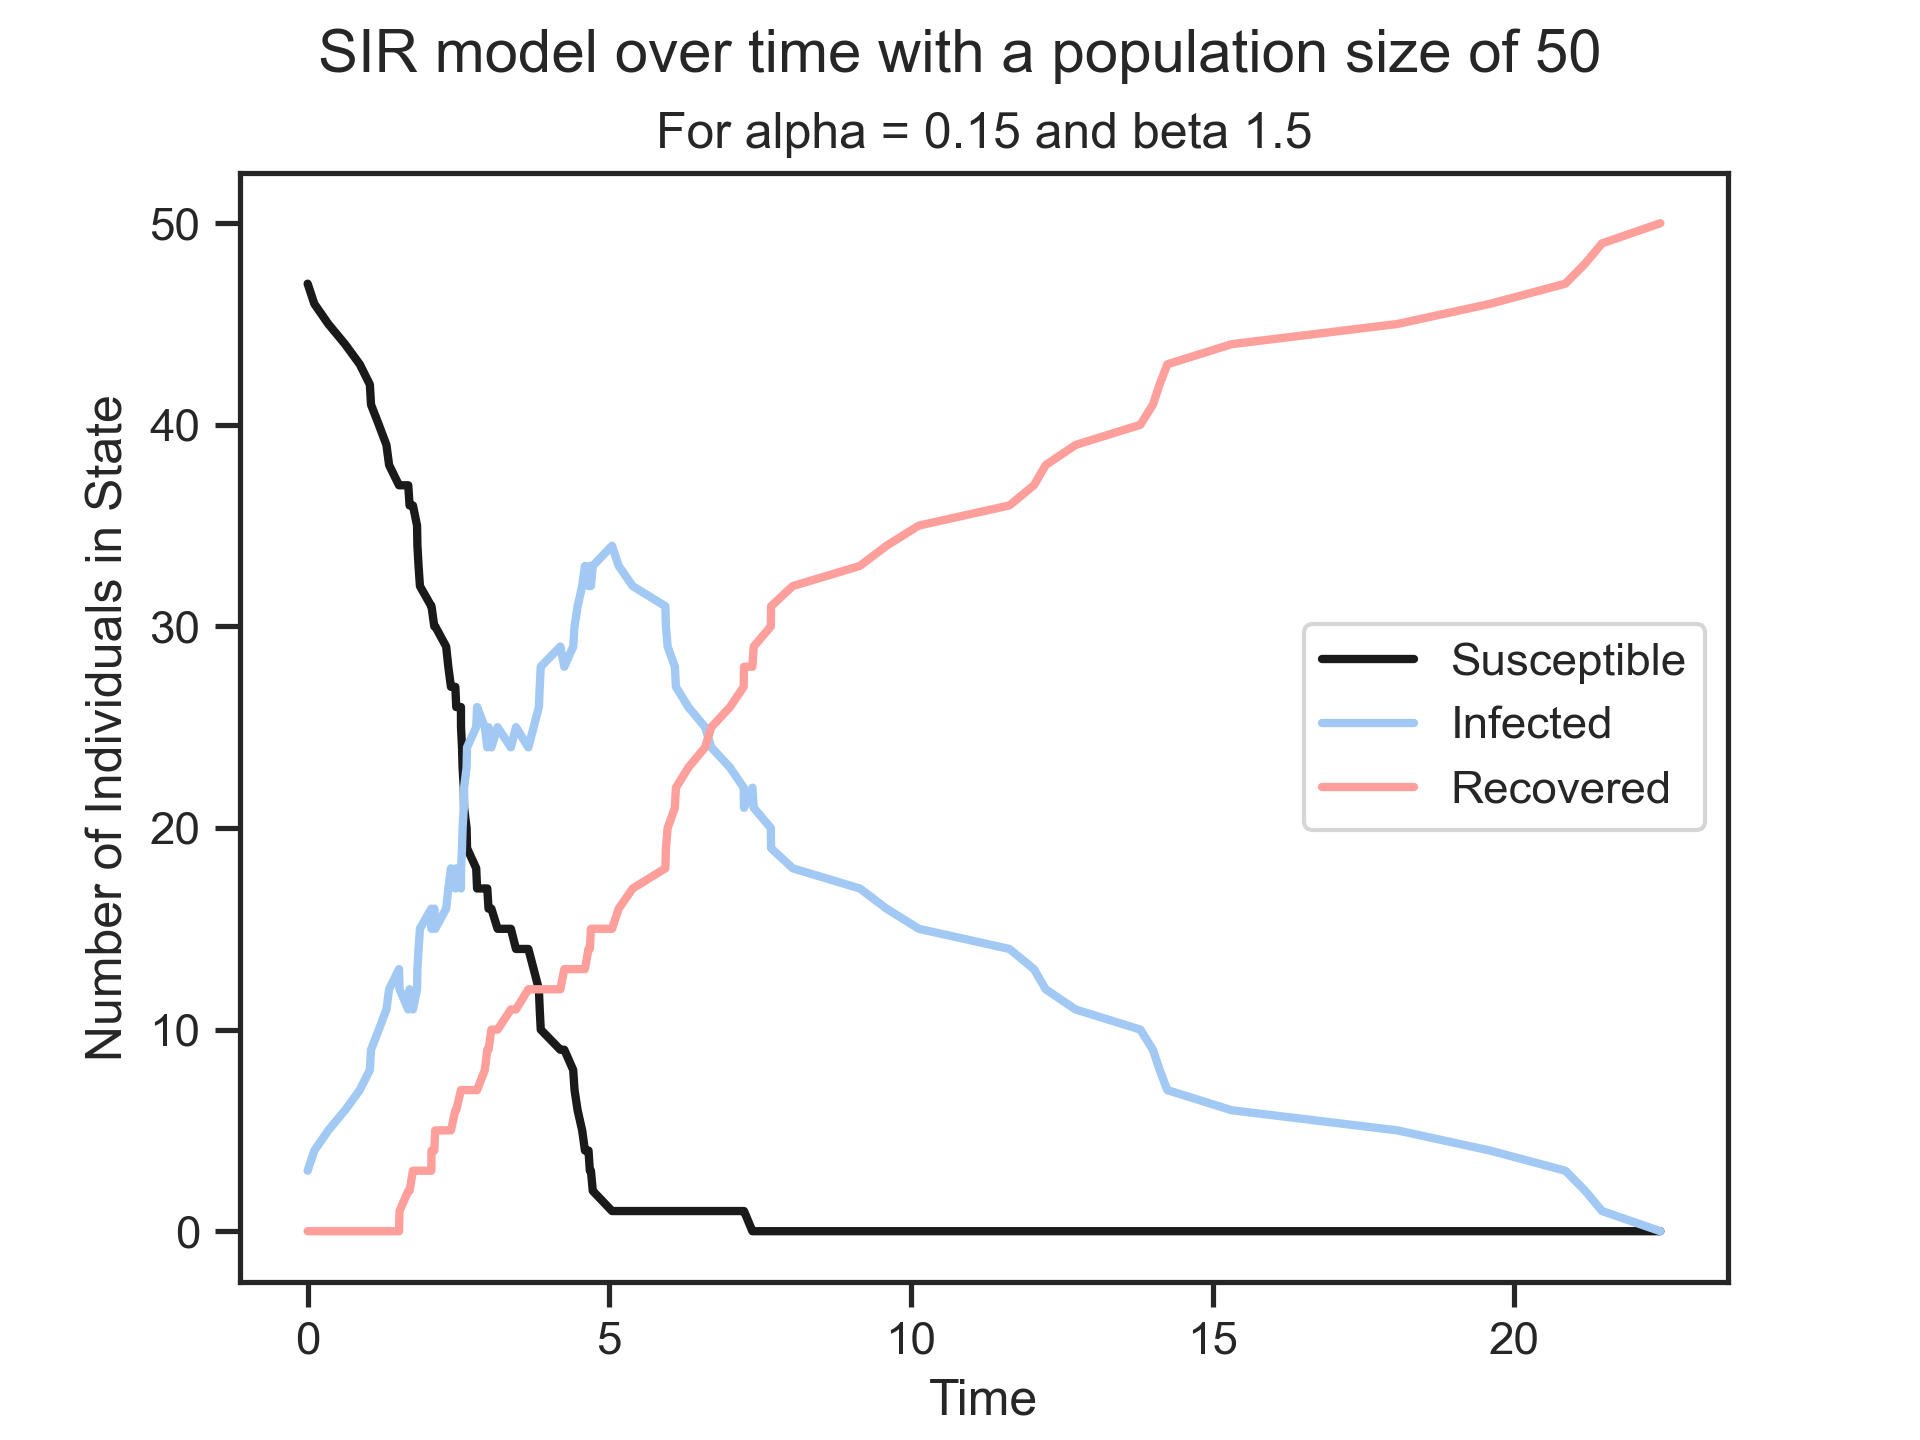 SIR model over time with a population size of 50
For alpha = 0.15 and beta 1.5
Number of Individuals in State
50
40
30
20
10
0
Susceptible
Infected
Recovered
0 5 10 15 20
Time